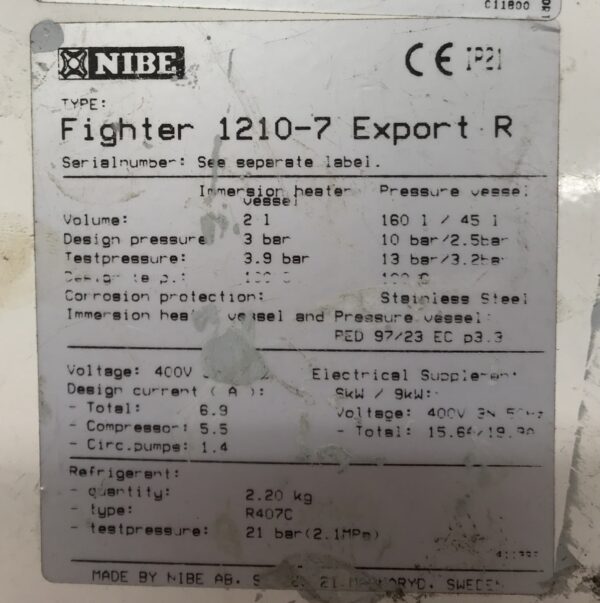 C11800
NIBE
CE IP21
TYPE:
Fighter 1210-7 Export R
Serialnumber: See separate label.
Immersion heater Pressure vessel
vessel
Volume: 2 l 160 l / 45 l
Design pressure 3 bar 10 bar/2.5bar
Testpressure: 3.9 bar 13 bar/3.2bar
Corrosion protection: Stainless Steel
Immersion heat vessel and Pressure vessel:
PED 97/23 EC p3.3
Voltage: 400V Electrical Supplement
Design current ( A ): 6kW / 9kW:
- Total: 6.9 Voltage: 400V 3N 50Hz
- Compressor: 5.5 - Total:
- Circ.pumps: 1.4
Refrigerant:
- quantity: 2.20 kg
- type: R407C
- testpressure: 21 bar(2.1MPa)
MADE BY NIBE AB, SWEDEN